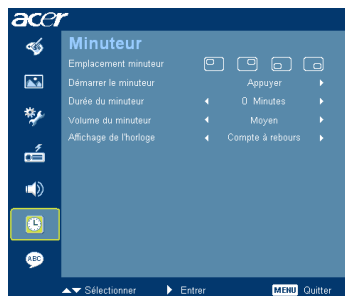 acer
Minuteur
Emplacement minuteur
Démarrer le minuteur Appuyer
Durée du minuteur 0 Minutes
Volume du minuteur Moyen
Affichage de l'horloge Compte à rebours
ABC
Sélectionner Entrer MENU Quitter